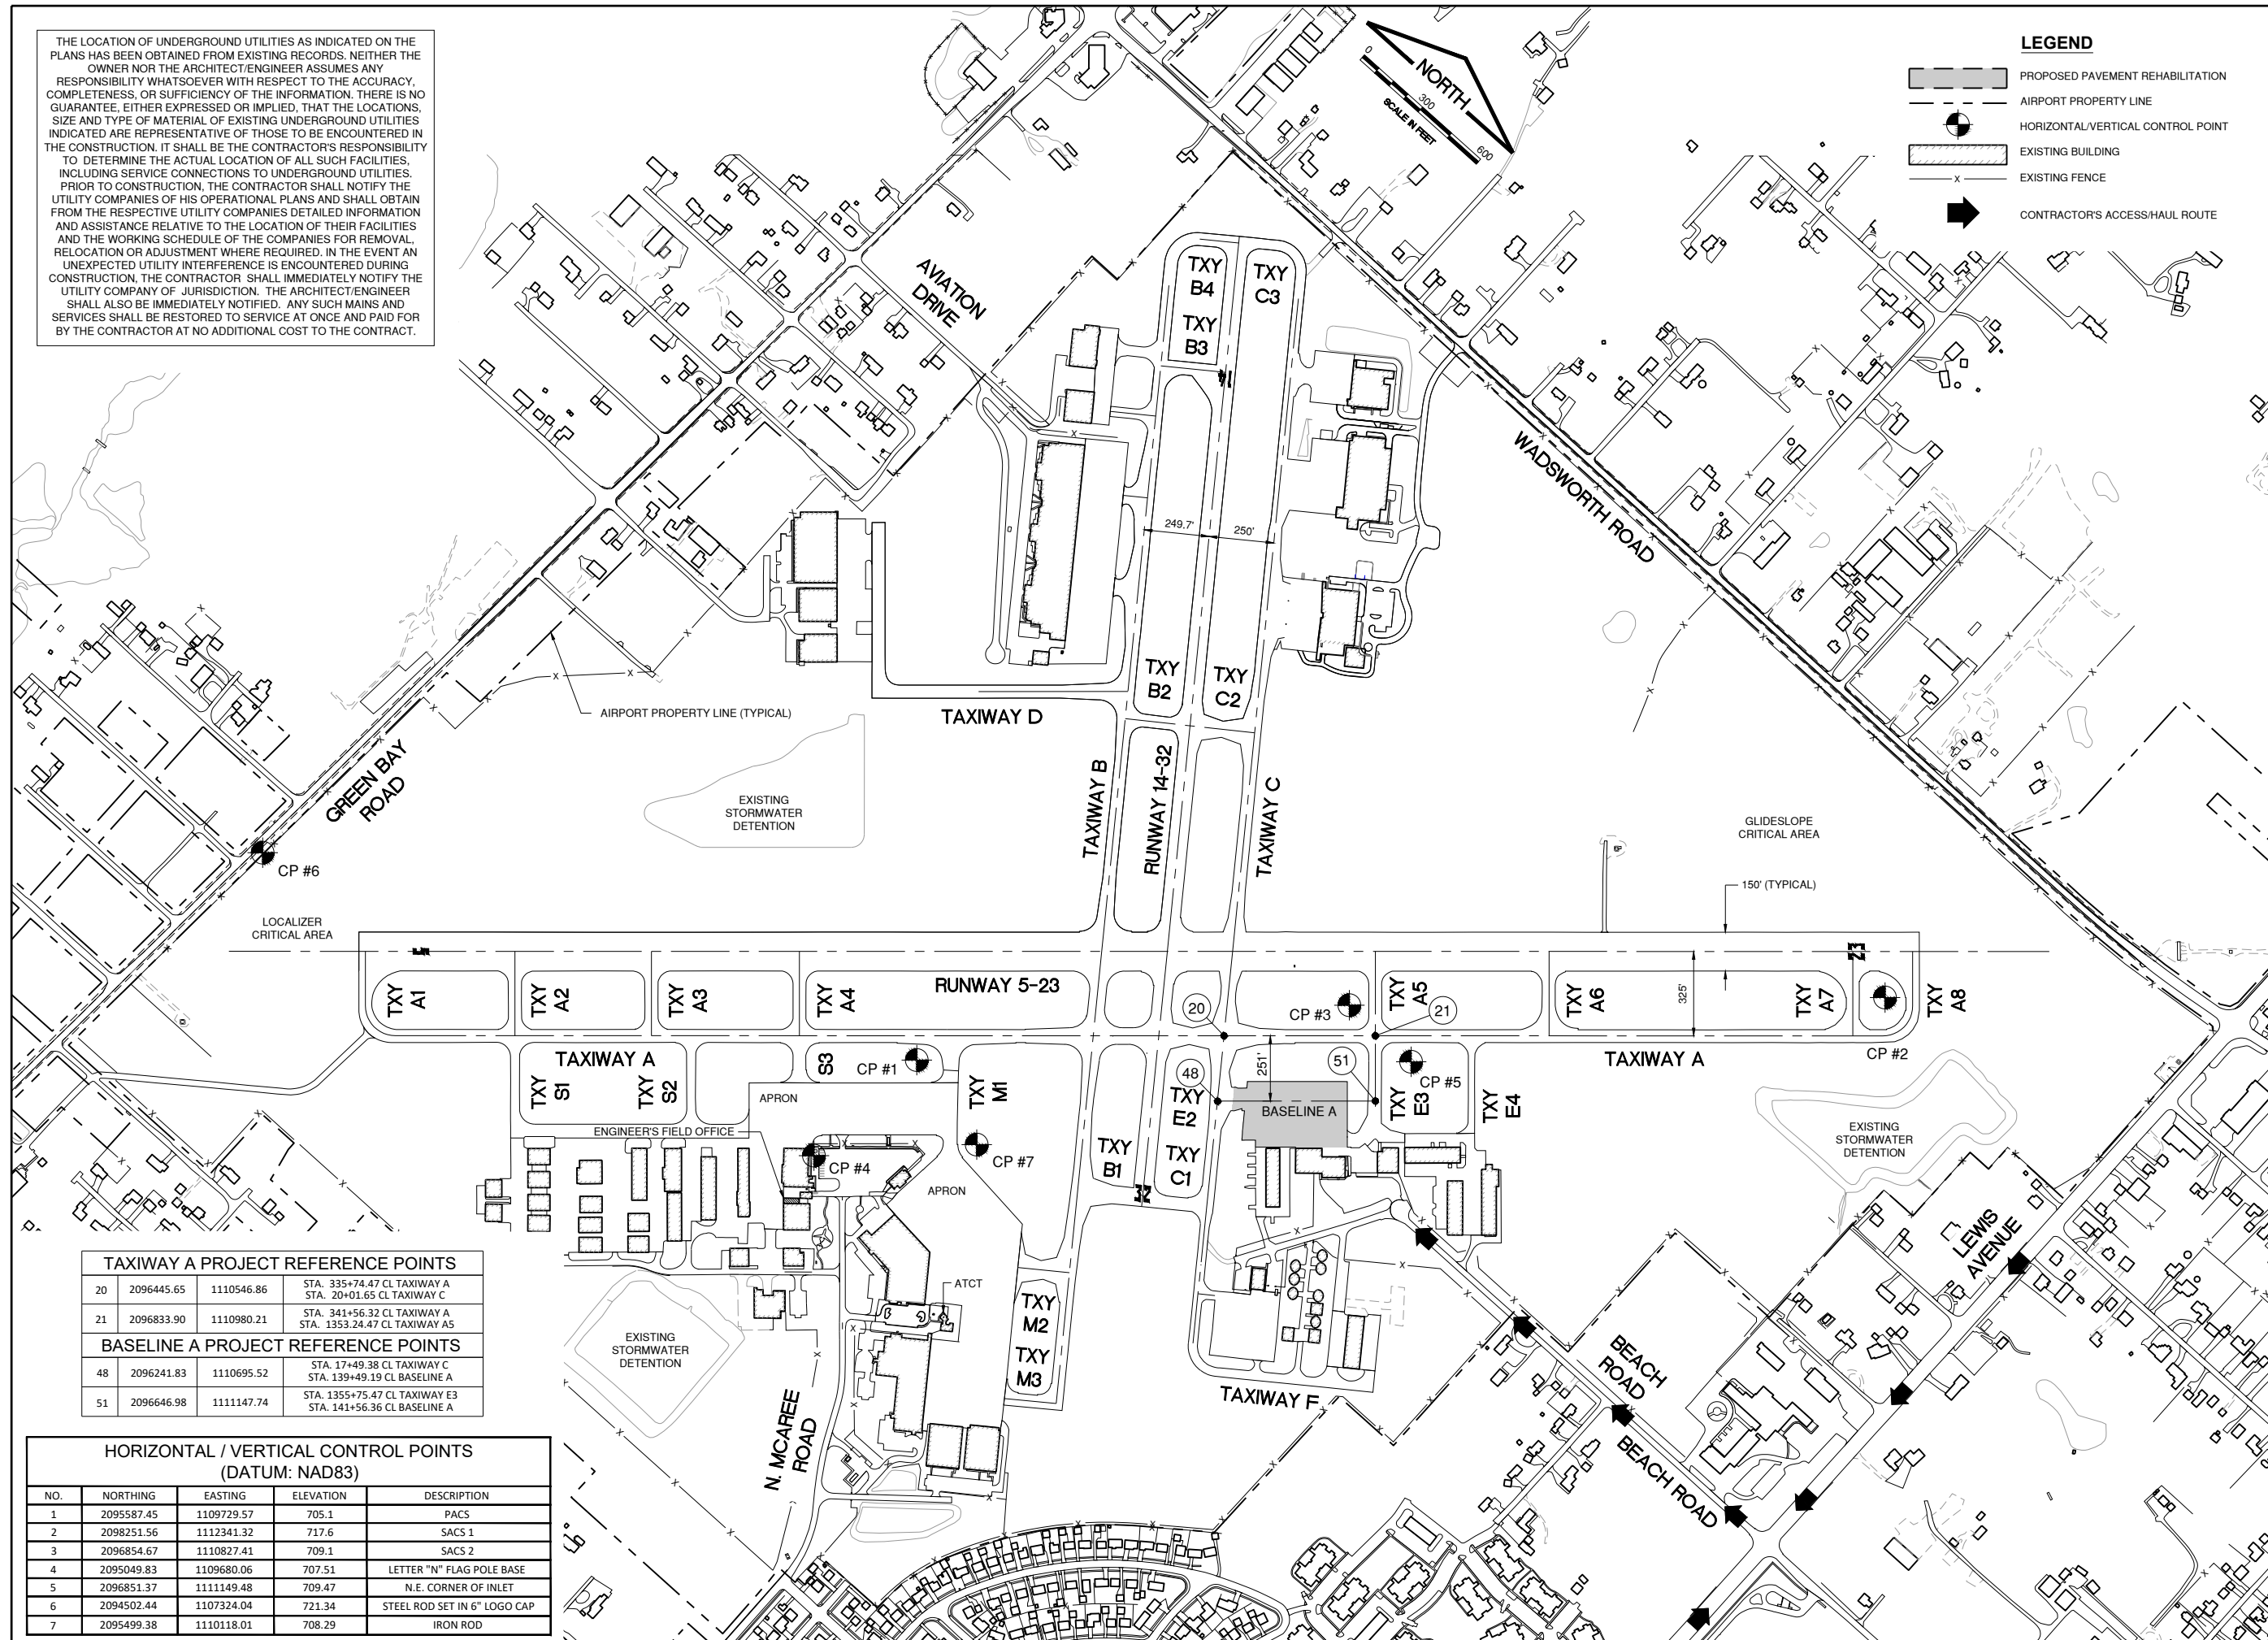 THE LOCATION OF UNDERGROUND UTILITIES AS INDICATED ON THE
PLANS HAS BEEN OBTAINED FROM EXISTING RECORDS. NEITHER THE
OWNER NOR THE ARCHITECT/ENGINEER ASSUMES ANY
RESPONSIBILITY WHATSOEVER WITH RESPECT TO THE ACCURACY,
COMPLETENESS, OR SUFFICIENCY OF THE INFORMATION. THERE IS NO
GUARANTEE, EITHER EXPRESSED OR IMPLIED, THAT THE LOCATIONS,
SIZE AND TYPE OF MATERIAL OF EXISTING UNDERGROUND UTILITIES
INDICATED ARE REPRESENTATIVE OF THOSE TO BE ENCOUNTERED IN
THE CONSTRUCTION. IT SHALL BE THE CONTRACTOR'S RESPONSIBILITY
TO DETERMINE THE ACTUAL LOCATION OF ALL SUCH FACILITIES,
INCLUDING SERVICE CONNECTIONS TO UNDERGROUND UTILITIES.
PRIOR TO CONSTRUCTION, THE CONTRACTOR SHALL NOTIFY THE
UTILITY COMPANIES OF HIS OPERATIONAL PLANS AND SHALL OBTAIN
FROM THE RESPECTIVE UTILITY COMPANIES DETAILED INFORMATION
AND ASSISTANCE RELATIVE TO THE LOCATION OF THEIR FACILITIES
AND THE WORKING SCHEDULE OF THE COMPANIES FOR REMOVAL,
RELOCATION OR ADJUSTMENT WHERE REQUIRED. IN THE EVENT AN
UNEXPECTED UTILITY INTERFERENCE IS ENCOUNTERED DURING
CONSTRUCTION, THE CONTRACTOR SHALL IMMEDIATELY NOTIFY THE
UTILITY COMPANY OF JURISDICTION. THE ARCHITECT/ENGINEER
SHALL ALSO BE IMMEDIATELY NOTIFIED. ANY SUCH MAINS AND
SERVICES SHALL BE RESTORED TO SERVICE AT ONCE AND PAID FOR
BY THE CONTRACTOR AT NO ADDITIONAL COST TO THE CONTRACT.
NORTH
0 300 600
SCALE IN FEET
LEGEND
PROPOSED PAVEMENT REHABILITATION
AIRPORT PROPERTY LINE
HORIZONTAL/VERTICAL CONTROL POINT
EXISTING BUILDING
X EXISTING FENCE
CONTRACTOR'S ACCESS/HAUL ROUTE
AVIATION
DRIVE
TXY
B4
TXY
C3
TXY
B3
14
WADSWORTH ROAD
249.7'
250'
TXY
B2
TXY
C2
AIRPORT PROPERTY LINE (TYPICAL)
TAXIWAY D
GREEN BAY
ROAD
TAXIWAY B
RUNWAY 14-32
TAXIWAY C
EXISTING
STORMWATER
DETENTION
GLIDESLOPE
CRITICAL AREA
CP #6
150' (TYPICAL)
LOCALIZER
CRITICAL AREA
5
23
TXY
A1
TXY
A2
TXY
A3
TXY
A4
RUNWAY 5-23
20
CP #3
TXY
A5
21
TXY
A6
325'
TXY
A7
TXY
A8
CP #2
TAXIWAY A
TXY
S1
TXY
S2
S3
CP #1
TXY
M1
251'
48
51
CP #5
TAXIWAY A
APRON
TXY
E2
BASELINE A
TXY
E3
TXY
E4
ENGINEER'S FIELD OFFICE
CP #4
CP #7
TXY
B1
TXY
C1
32
APRON
EXISTING
STORMWATER
DETENTION
LEWIS
AVENUE
ATCT
TXY
M2
TXY
M3
EXISTING
STORMWATER
DETENTION
N. MCAREE
ROAD
TAXIWAY F
BEACH
ROAD
BEACH ROAD
TAXIWAY A PROJECT REFERENCE POINTS
20 2096445.65 1110546.86 STA. 335+74.47 CL TAXIWAY A
STA. 20+01.65 CL TAXIWAY C
21 2096833.90 1110980.21 STA. 341+56.32 CL TAXIWAY A
STA. 1353.24.47 CL TAXIWAY A5
BASELINE A PROJECT REFERENCE POINTS
48 2096241.83 1110695.52 STA. 17+49.38 CL TAXIWAY C
STA. 139+49.19 CL BASELINE A
51 2096646.98 1111147.74 STA. 1355+75.47 CL TAXIWAY E3
STA. 141+56.36 CL BASELINE A
HORIZONTAL / VERTICAL CONTROL POINTS
(DATUM: NAD83)
NO. NORTHING EASTING ELEVATION DESCRIPTION
1 2095587.45 1109729.57 705.1 PACS
2 2098251.56 1112341.32 717.6 SACS 1
3 2096854.67 1110827.41 709.1 SACS 2
4 2095049.83 1109680.06 707.51 LETTER "N" FLAG POLE BASE
5 2096851.37 1111149.48 709.47 N.E. CORNER OF INLET
6 2094502.44 1107324.04 721.34 STEEL ROD SET IN 6" LOGO CAP
7 2095499.38 1110118.01 708.29 IRON ROD